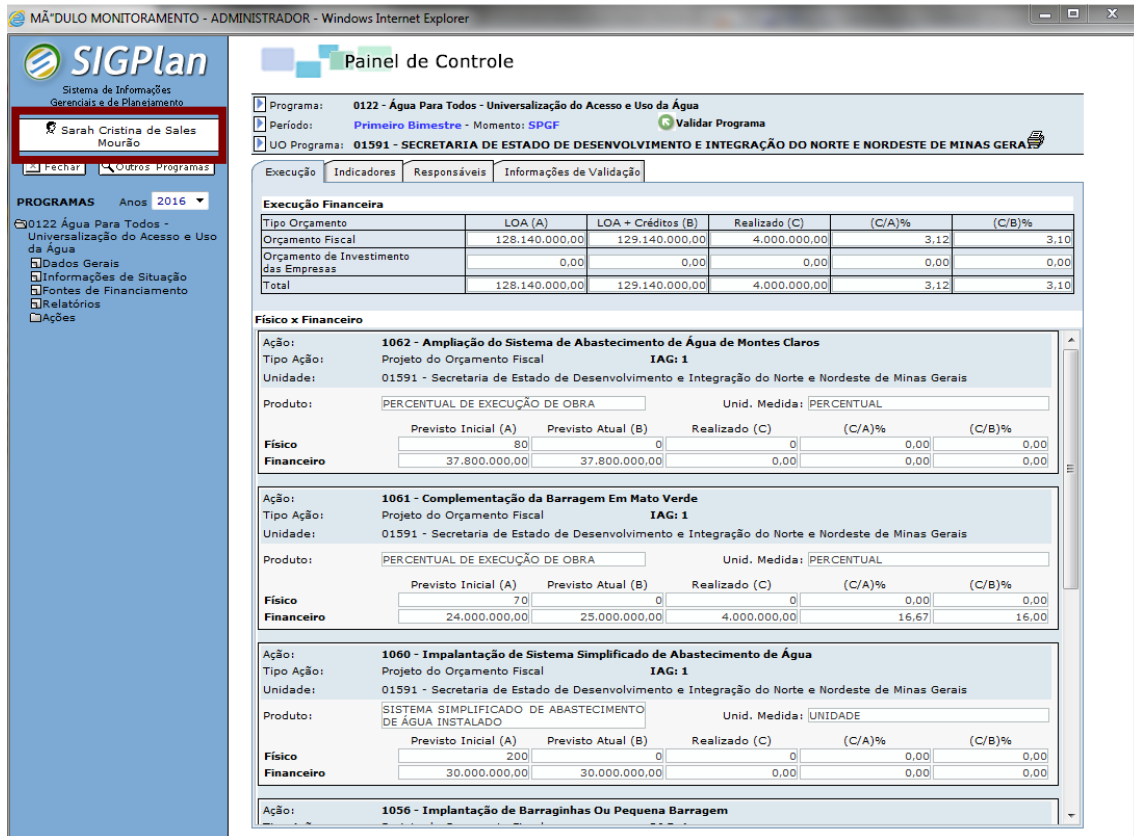 MÃ"DULO MONITORAMENTO - ADMINISTRADOR - Windows Internet Explorer
SIGPlan
Sistema de Informações
Gerenciais e de Planejamento
Sarah Cristina de Sales
Mourão
Fechar Outros Programas
PROGRAMAS Anos 2016
0122 Água Para Todos -
Universalização do Acesso e Uso
da Água
Dados Gerais
Informações de Situação
Fontes de Financiamento
Relatórios
Ações
Painel de Controle
Programa: 0122 - Água Para Todos - Universalização do Acesso e Uso da Água
Período: Primeiro Bimestre - Momento: SPGF Validar Programa
UO Programa: 01591 - SECRETARIA DE ESTADO DE DESENVOLVIMENTO E INTEGRAÇÃO DO NORTE E NORDESTE DE MINAS GERA
Execução Indicadores Responsáveis Informações de Validação
Execução Financeira
Tipo Orçamento LOA (A) LOA + Créditos (B) Realizado (C) (C/A)% (C/B)%
Orçamento Fiscal 128.140.000,00 129.140.000,00 4.000.000,00 3,12 3,10
Orçamento de Investimento
das Empresas 0,00 0,00 0,00 0,00 0,00
Total 128.140.000,00 129.140.000,00 4.000.000,00 3,12 3,10
Físico x Financeiro
Ação: 1062 - Ampliação do Sistema de Abastecimento de Água de Montes Claros
Tipo Ação: Projeto do Orçamento Fiscal IAG: 1
Unidade: 01591 - Secretaria de Estado de Desenvolvimento e Integração do Norte e Nordeste de Minas Gerais
Produto: PERCENTUAL DE EXECUÇÃO DE OBRA Unid. Medida: PERCENTUAL
Previsto Inicial (A) Previsto Atual (B) Realizado (C) (C/A)% (C/B)%
Físico 80 0 0 0,00 0,00
Financeiro 37.800.000,00 37.800.000,00 0,00 0,00 0,00
Ação: 1061 - Complementação da Barragem Em Mato Verde
Tipo Ação: Projeto do Orçamento Fiscal IAG: 1
Unidade: 01591 - Secretaria de Estado de Desenvolvimento e Integração do Norte e Nordeste de Minas Gerais
Produto: PERCENTUAL DE EXECUÇÃO DE OBRA Unid. Medida: PERCENTUAL
Previsto Inicial (A) Previsto Atual (B) Realizado (C) (C/A)% (C/B)%
Físico 70 0 0 0,00 0,00
Financeiro 24.000.000,00 25.000.000,00 4.000.000,00 16,67 16,00
Ação: 1060 - Impalantação de Sistema Simplificado de Abastecimento de Água
Tipo Ação: Projeto do Orçamento Fiscal IAG: 1
Unidade: 01591 - Secretaria de Estado de Desenvolvimento e Integração do Norte e Nordeste de Minas Gerais
Produto: SISTEMA SIMPLIFICADO DE ABASTECIMENTO
DE ÁGUA INSTALADO Unid. Medida: UNIDADE
Previsto Inicial (A) Previsto Atual (B) Realizado (C) (C/A)% (C/B)%
Físico 200 0 0 0,00 0,00
Financeiro 30.000.000,00 30.000.000,00 0,00 0,00 0,00
Ação: 1056 - Implantação de Barraginhas Ou Pequena Barragem